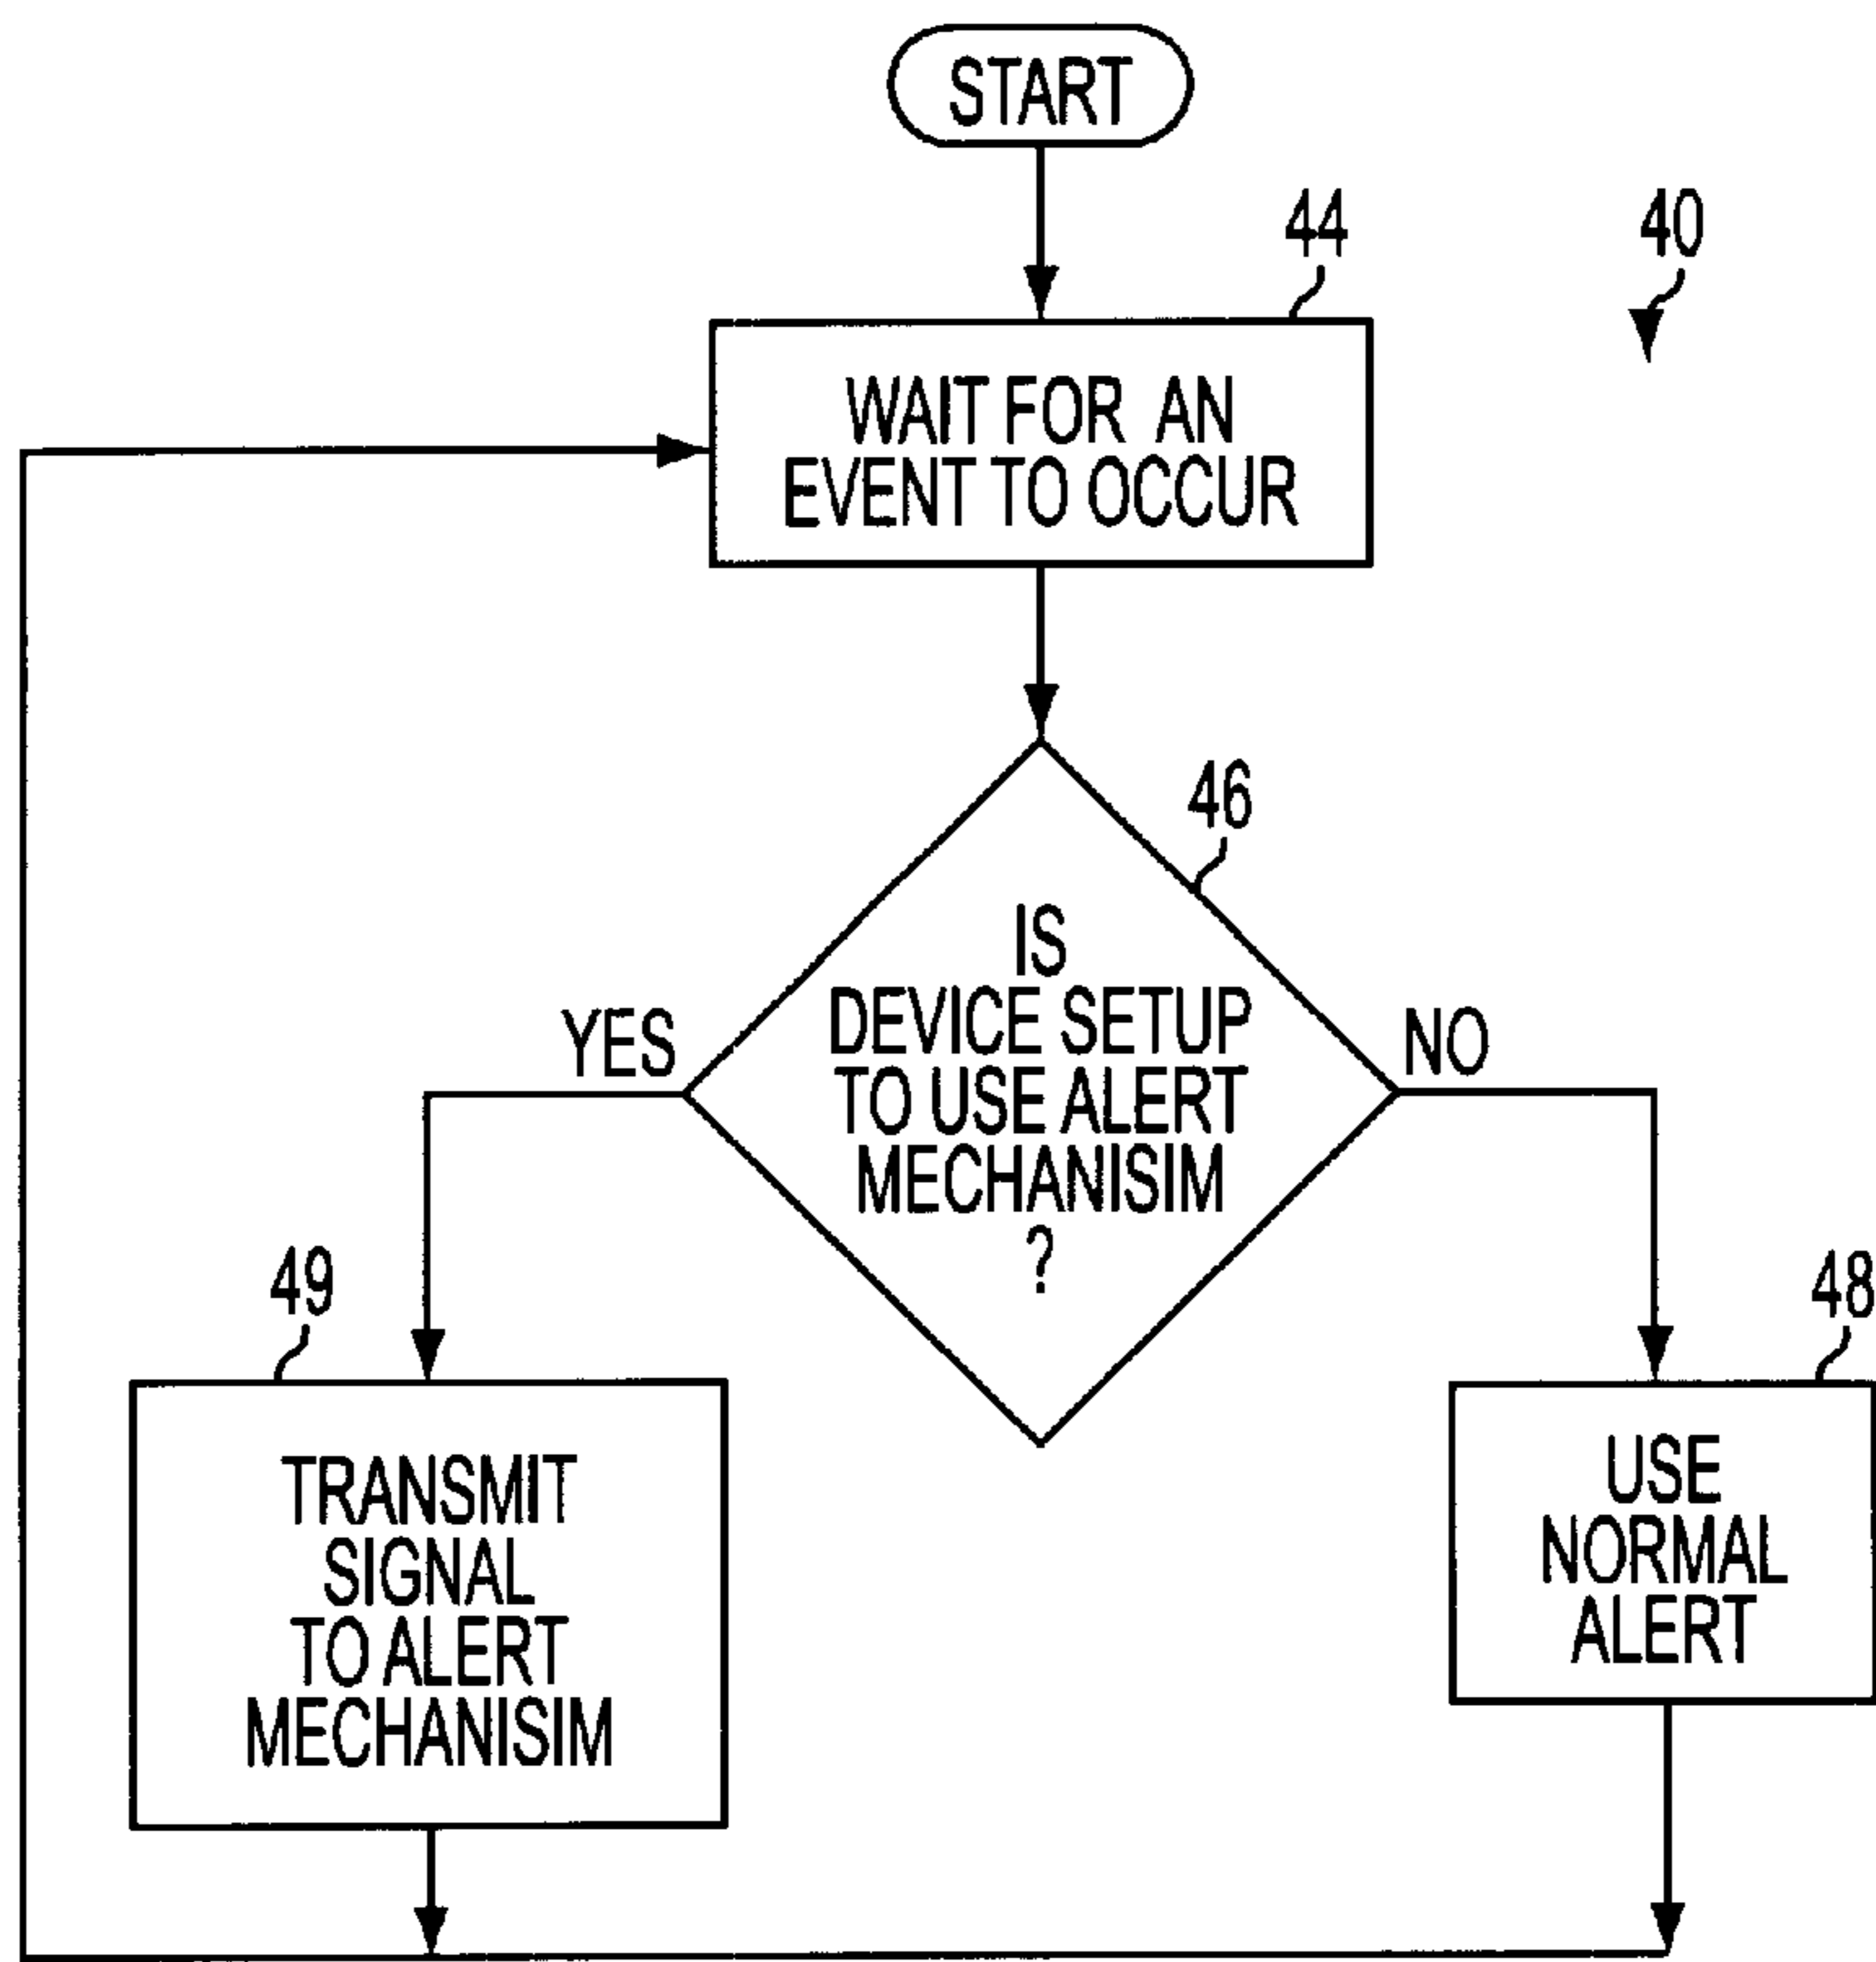 START
44
40
WAIT FOR AN
EVENT TO OCCUR
46
IS
DEVICE SETUP
TO USE ALERT
MECHANISIM
?
YES
NO
49
48
TRANSMIT
SIGNAL
TO ALERT
MECHANISIM
USE
NORMAL
ALERT